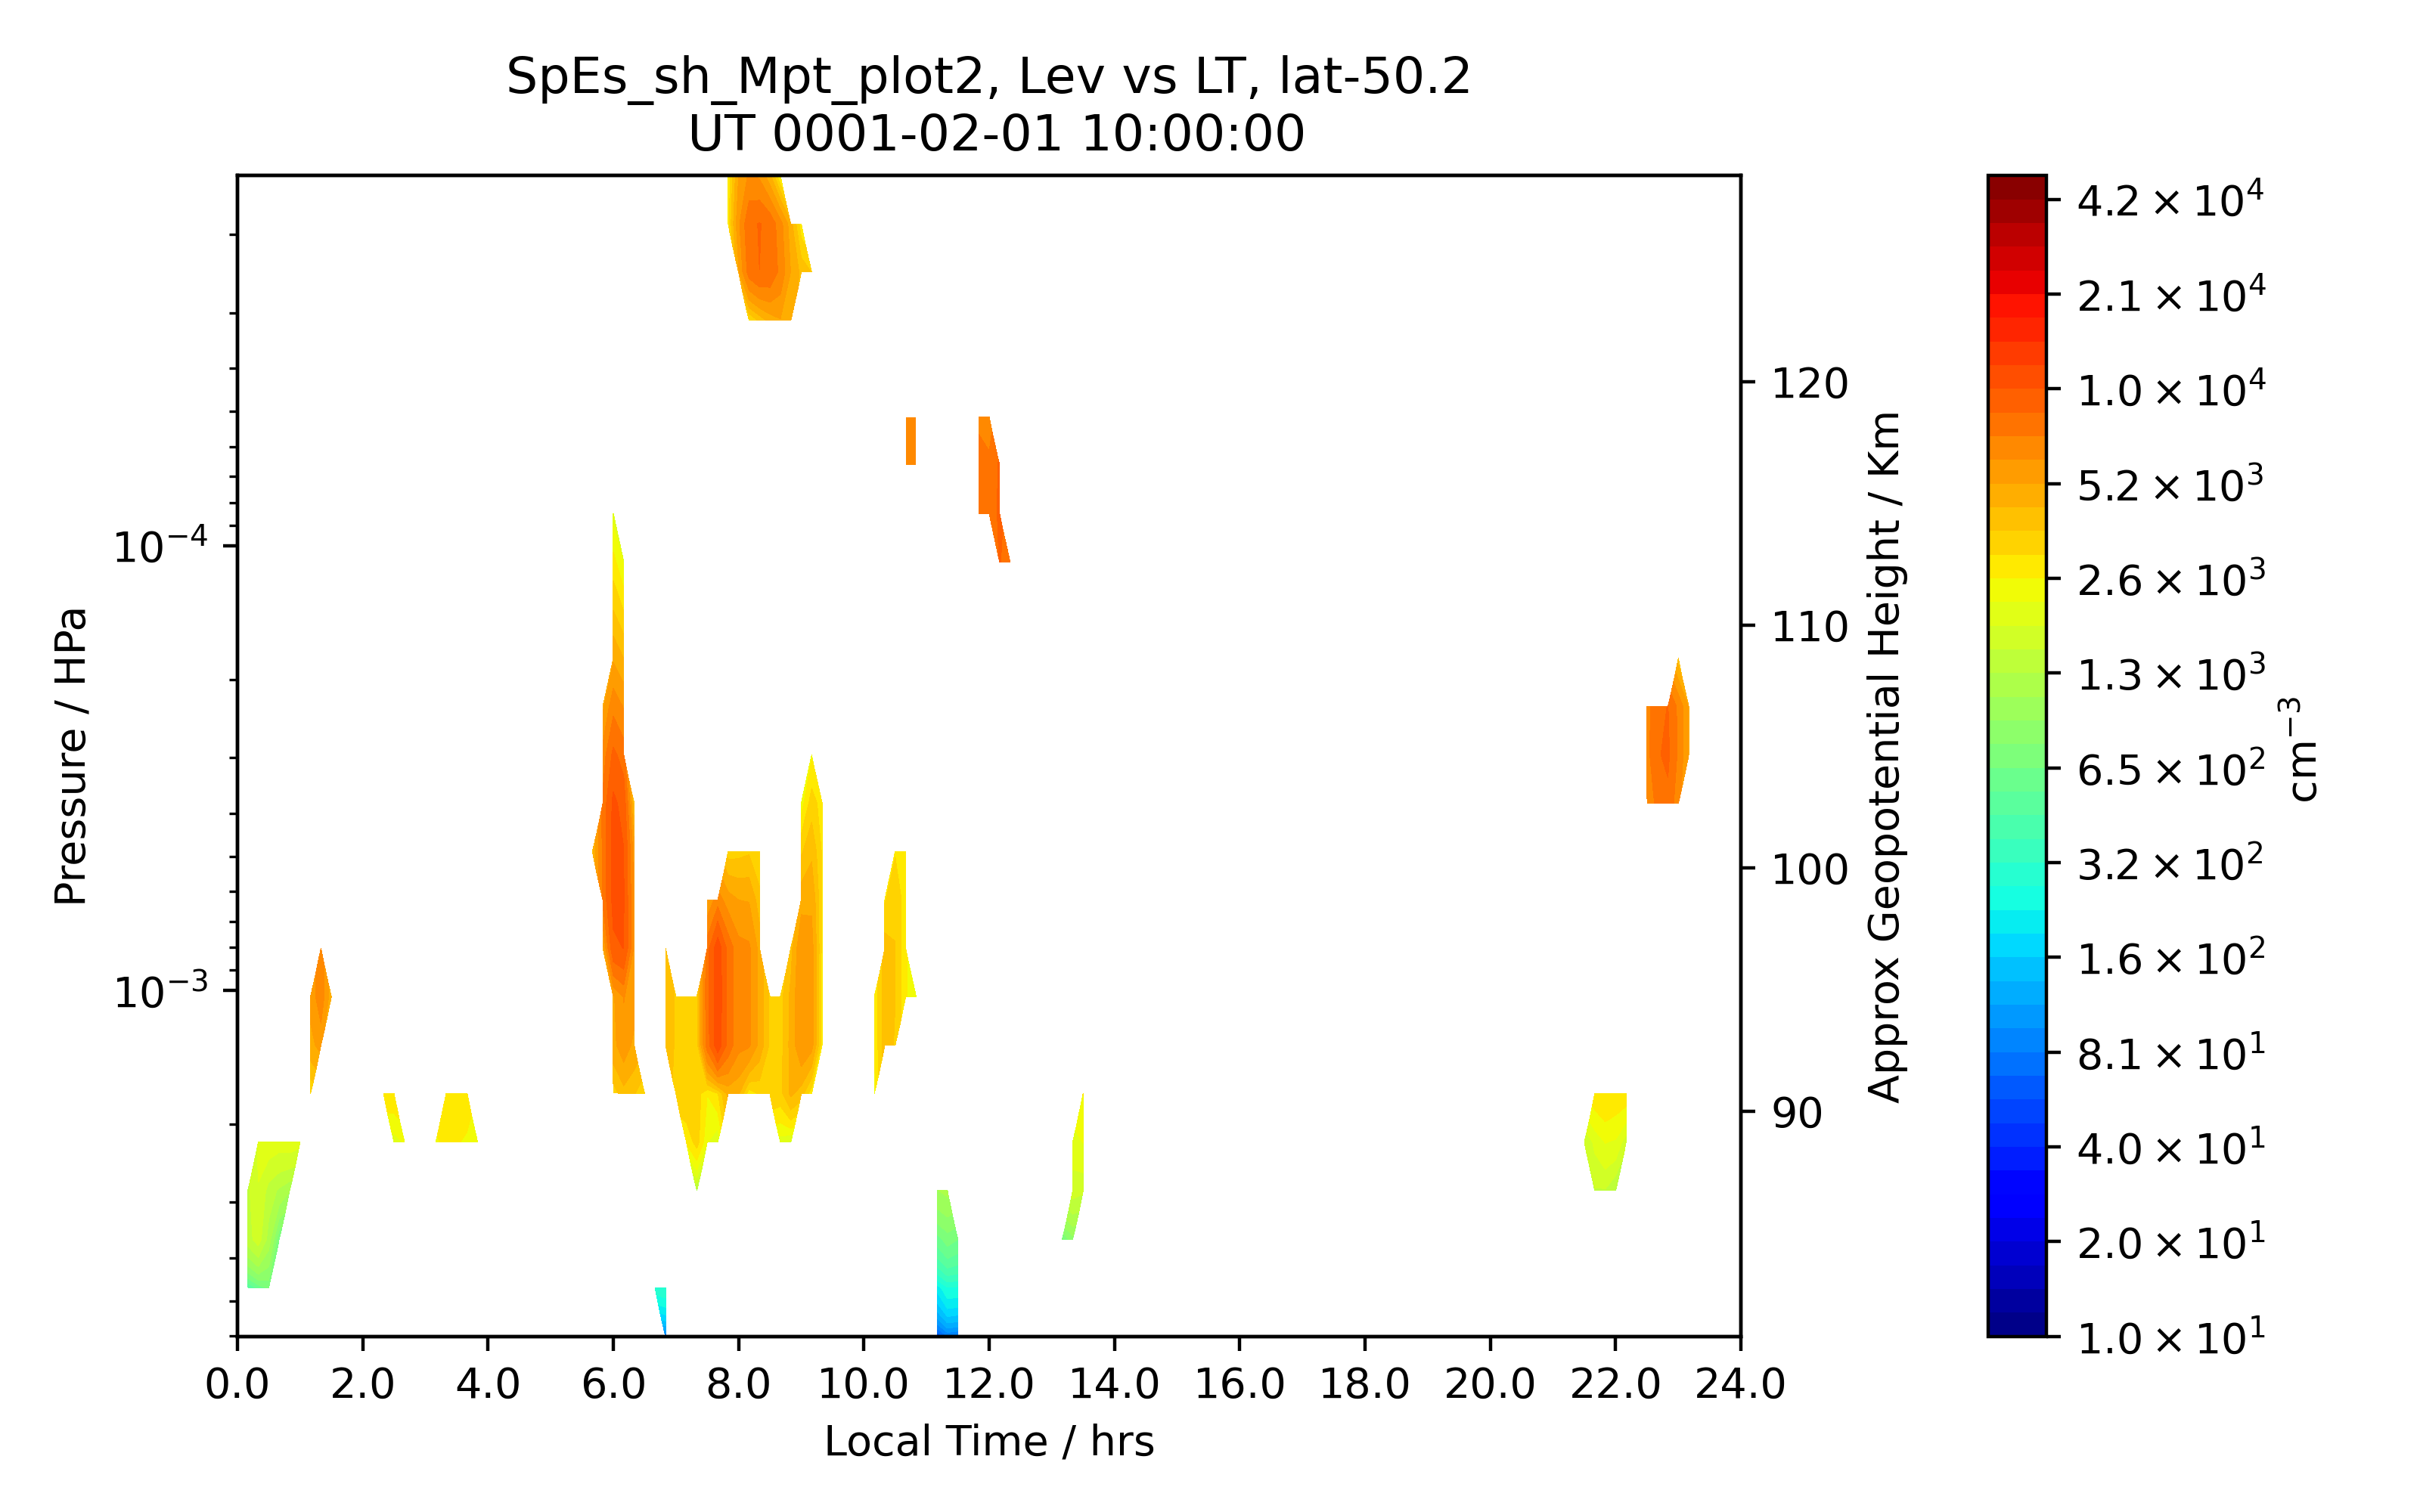 SpEs_sh_Mpt_plot2, Lev vs LT, lat-50.2
UT 0001-02-01 10:00:00
Pressure / HPa
10⁻⁴
10⁻³
0.0 2.0 4.0 6.0 8.0 10.0 12.0 14.0 16.0 18.0 20.0 22.0 24.0
Local Time / hrs
120
110
100
90
Approx Geopotential Height / Km
4.2 × 10⁴
2.1 × 10⁴
1.0 × 10⁴
5.2 × 10³
2.6 × 10³
1.3 × 10³
6.5 × 10²
3.2 × 10²
1.6 × 10²
8.1 × 10¹
4.0 × 10¹
2.0 × 10¹
1.0 × 10¹
cm⁻³